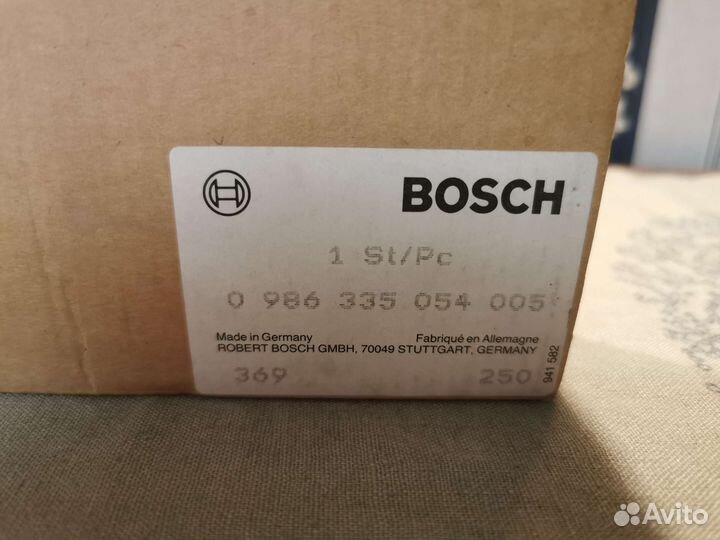 BOSCH
1 St/Pc
0 986 335 054 005
Made in Germany Fabriqué en Allemagne
ROBERT BOSCH GMBH, 70049 STUTTGART, GERMANY
369 250
941 582
Avito